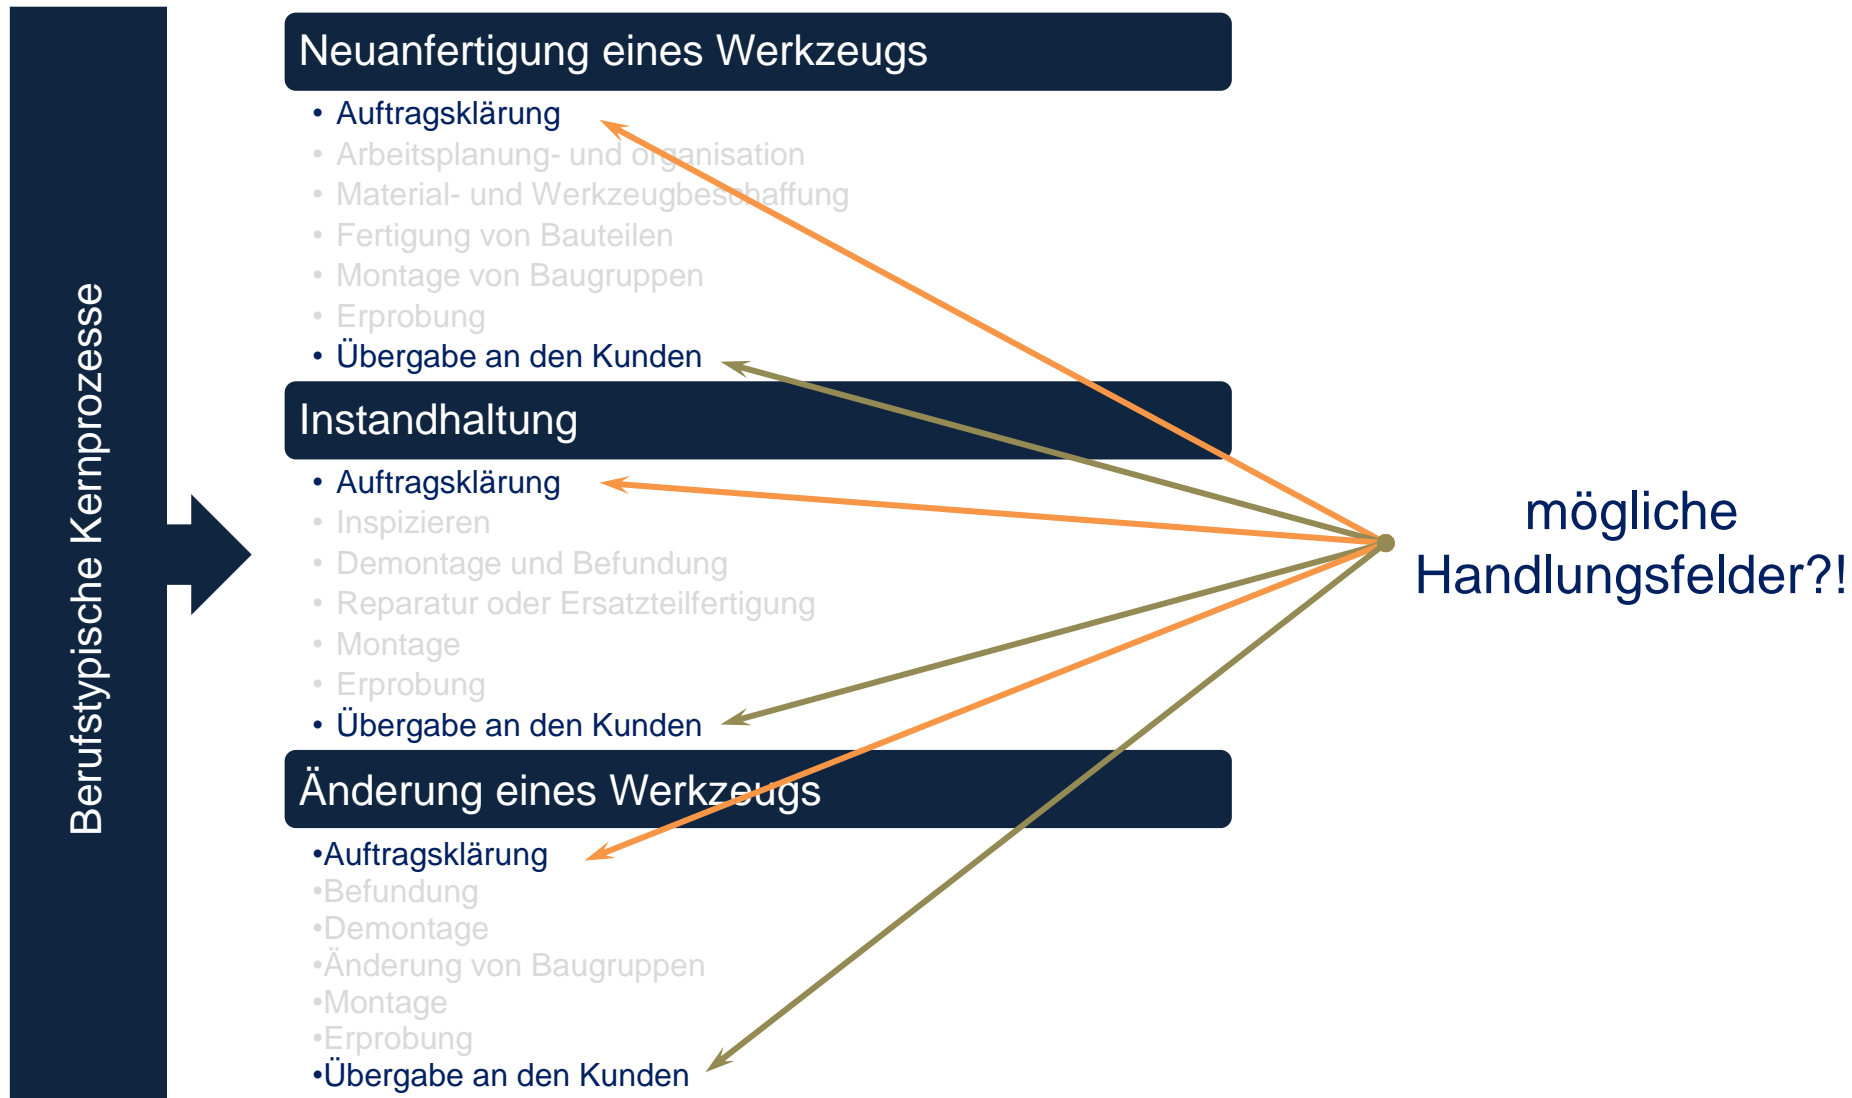 Berufstypische Kernprozesse
Neuanfertigung eines Werkzeugs
• Auftragsklärung
• Arbeitsplanung- und organisation
• Material- und Werkzeugbeschaffung
• Fertigung von Bauteilen
• Montage von Baugruppen
• Erprobung
• Übergabe an den Kunden
Instandhaltung
• Auftragsklärung
• Inspizieren
• Demontage und Befundung
• Reparatur oder Ersatzteilfertigung
• Montage
• Erprobung
• Übergabe an den Kunden
Änderung eines Werkzeugs
•Auftragsklärung
•Befundung
•Demontage
•Änderung von Baugruppen
•Montage
•Erprobung
•Übergabe an den Kunden
mögliche
Handlungsfelder?!